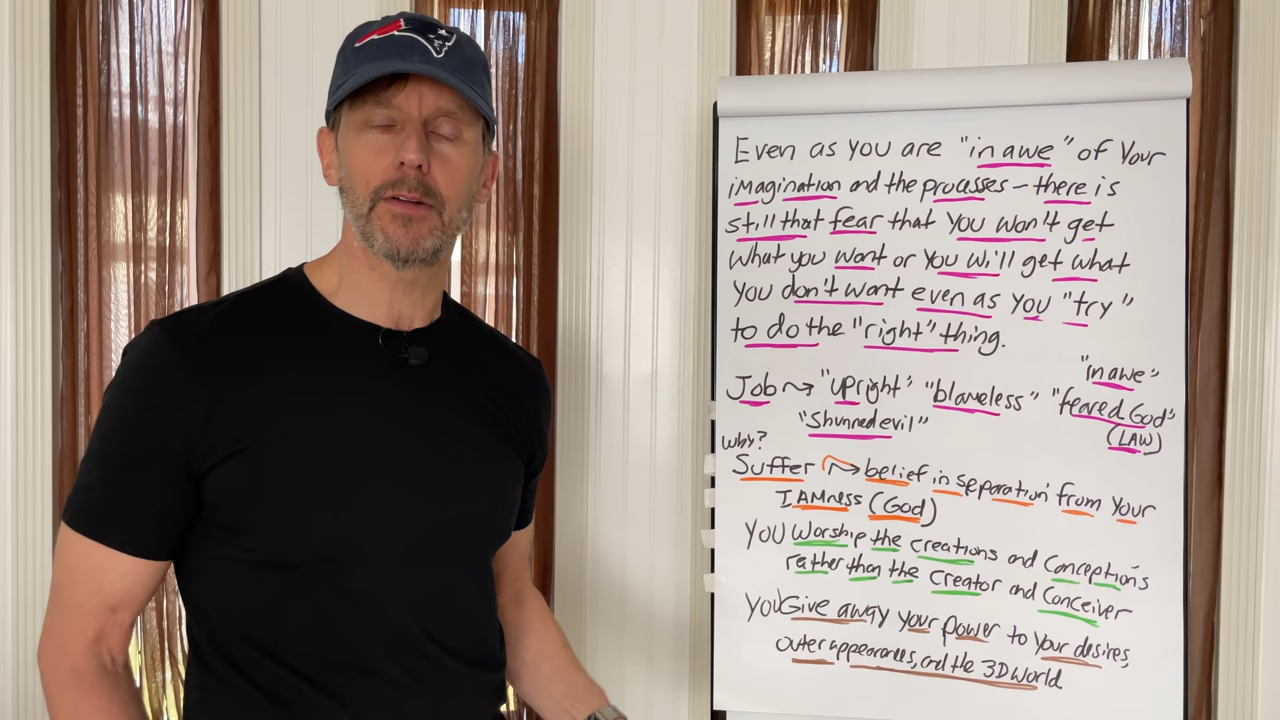 Even as you are "in awe" of your
imagination and the processes - there is
still that fear that you won't get
what you want or you will get what
you don't want even as you "try"
to do the "right" thing.
"in awe"
Job → "upright" "blameless" "feared God"
"Shunned evil" (LAW)
Why?
Suffer → belief in separation from your
I AMness (God)
You worship the creations and conceptions
rather than the creator and conceiver
You Give away your power to your desires,
outer appearances, and the 3D world